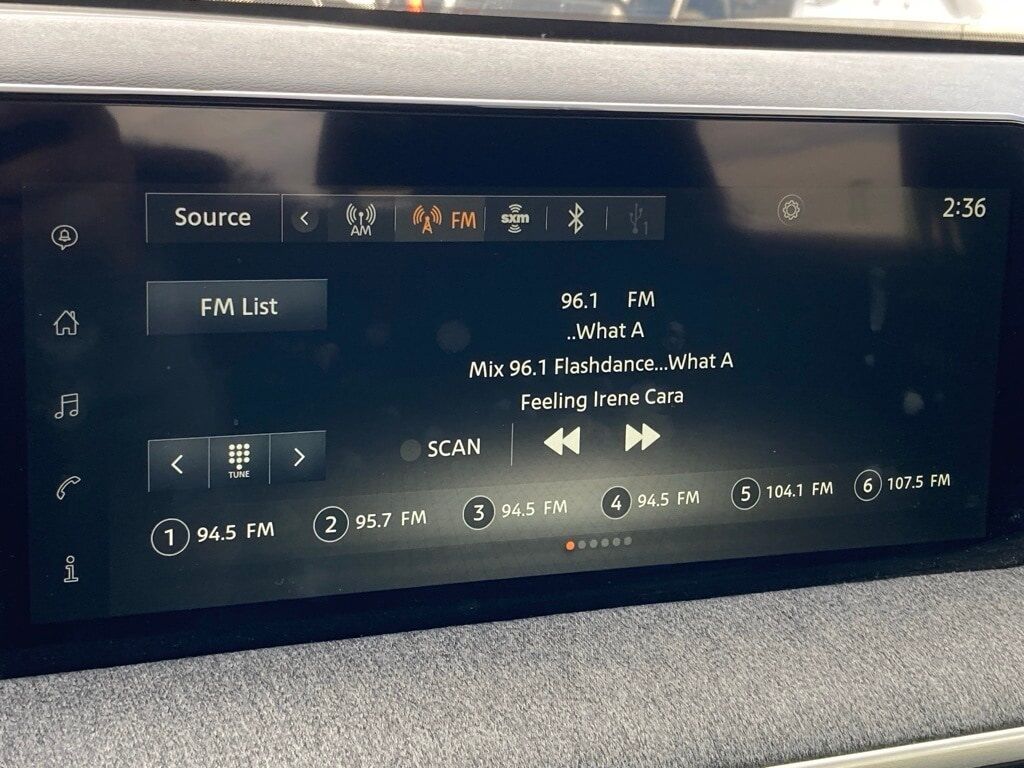 Source
AM
A FM
sxm
1
2:36
FM List
96.1 FM
..What A
Mix 96.1 Flashdance...What A
Feeling Irene Cara
TUNE
SCAN
1 94.5 FM
2 95.7 FM
3 94.5 FM
4 94.5 FM
5 104.1 FM
6 107.5 FM